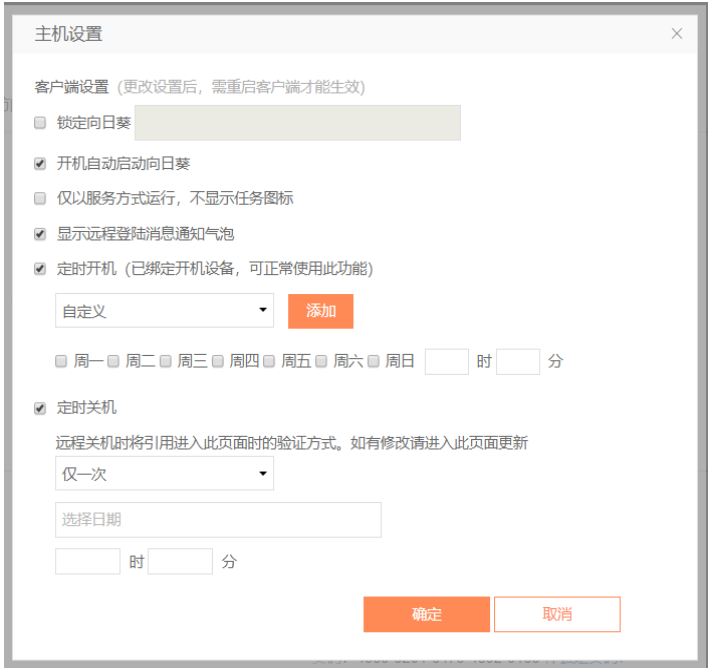 主机设置
客户端设置 (更改设置后，需重启客户端才能生效)
锁定向日葵
开机自动启动向日葵
仅以服务方式运行，不显示任务图标
显示远程登陆消息通知气泡
定时开机 (已绑定开机设备，可正常使用此功能)
自定义 添加
周一 周二 周三 周四 周五 周六 周日 时 分
定时关机
远程关机时将引用进入此页面时的验证方式。如有修改请进入此页面更新
仅一次
选择日期
时 分
确定 取消